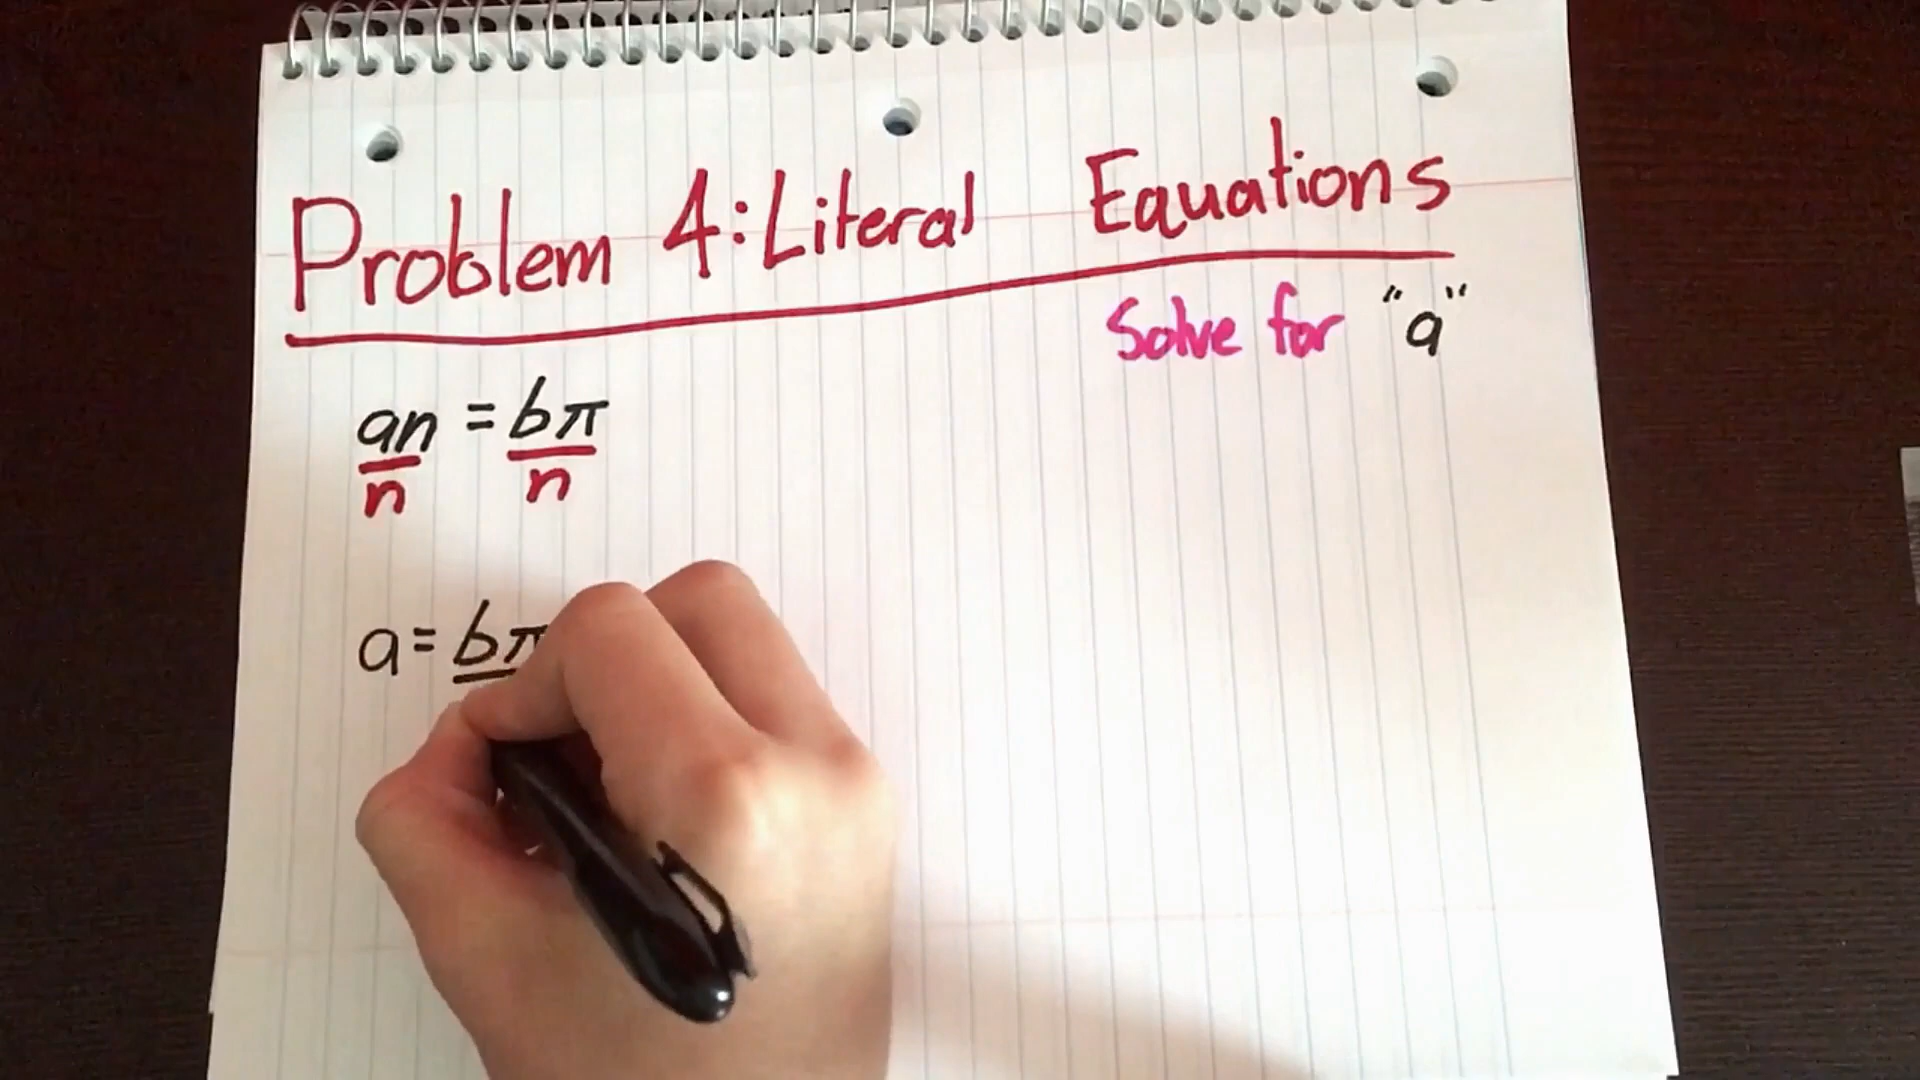 Problem 4: Literal Equations
Solve for "a"
an = bπ
n n
a = bπ